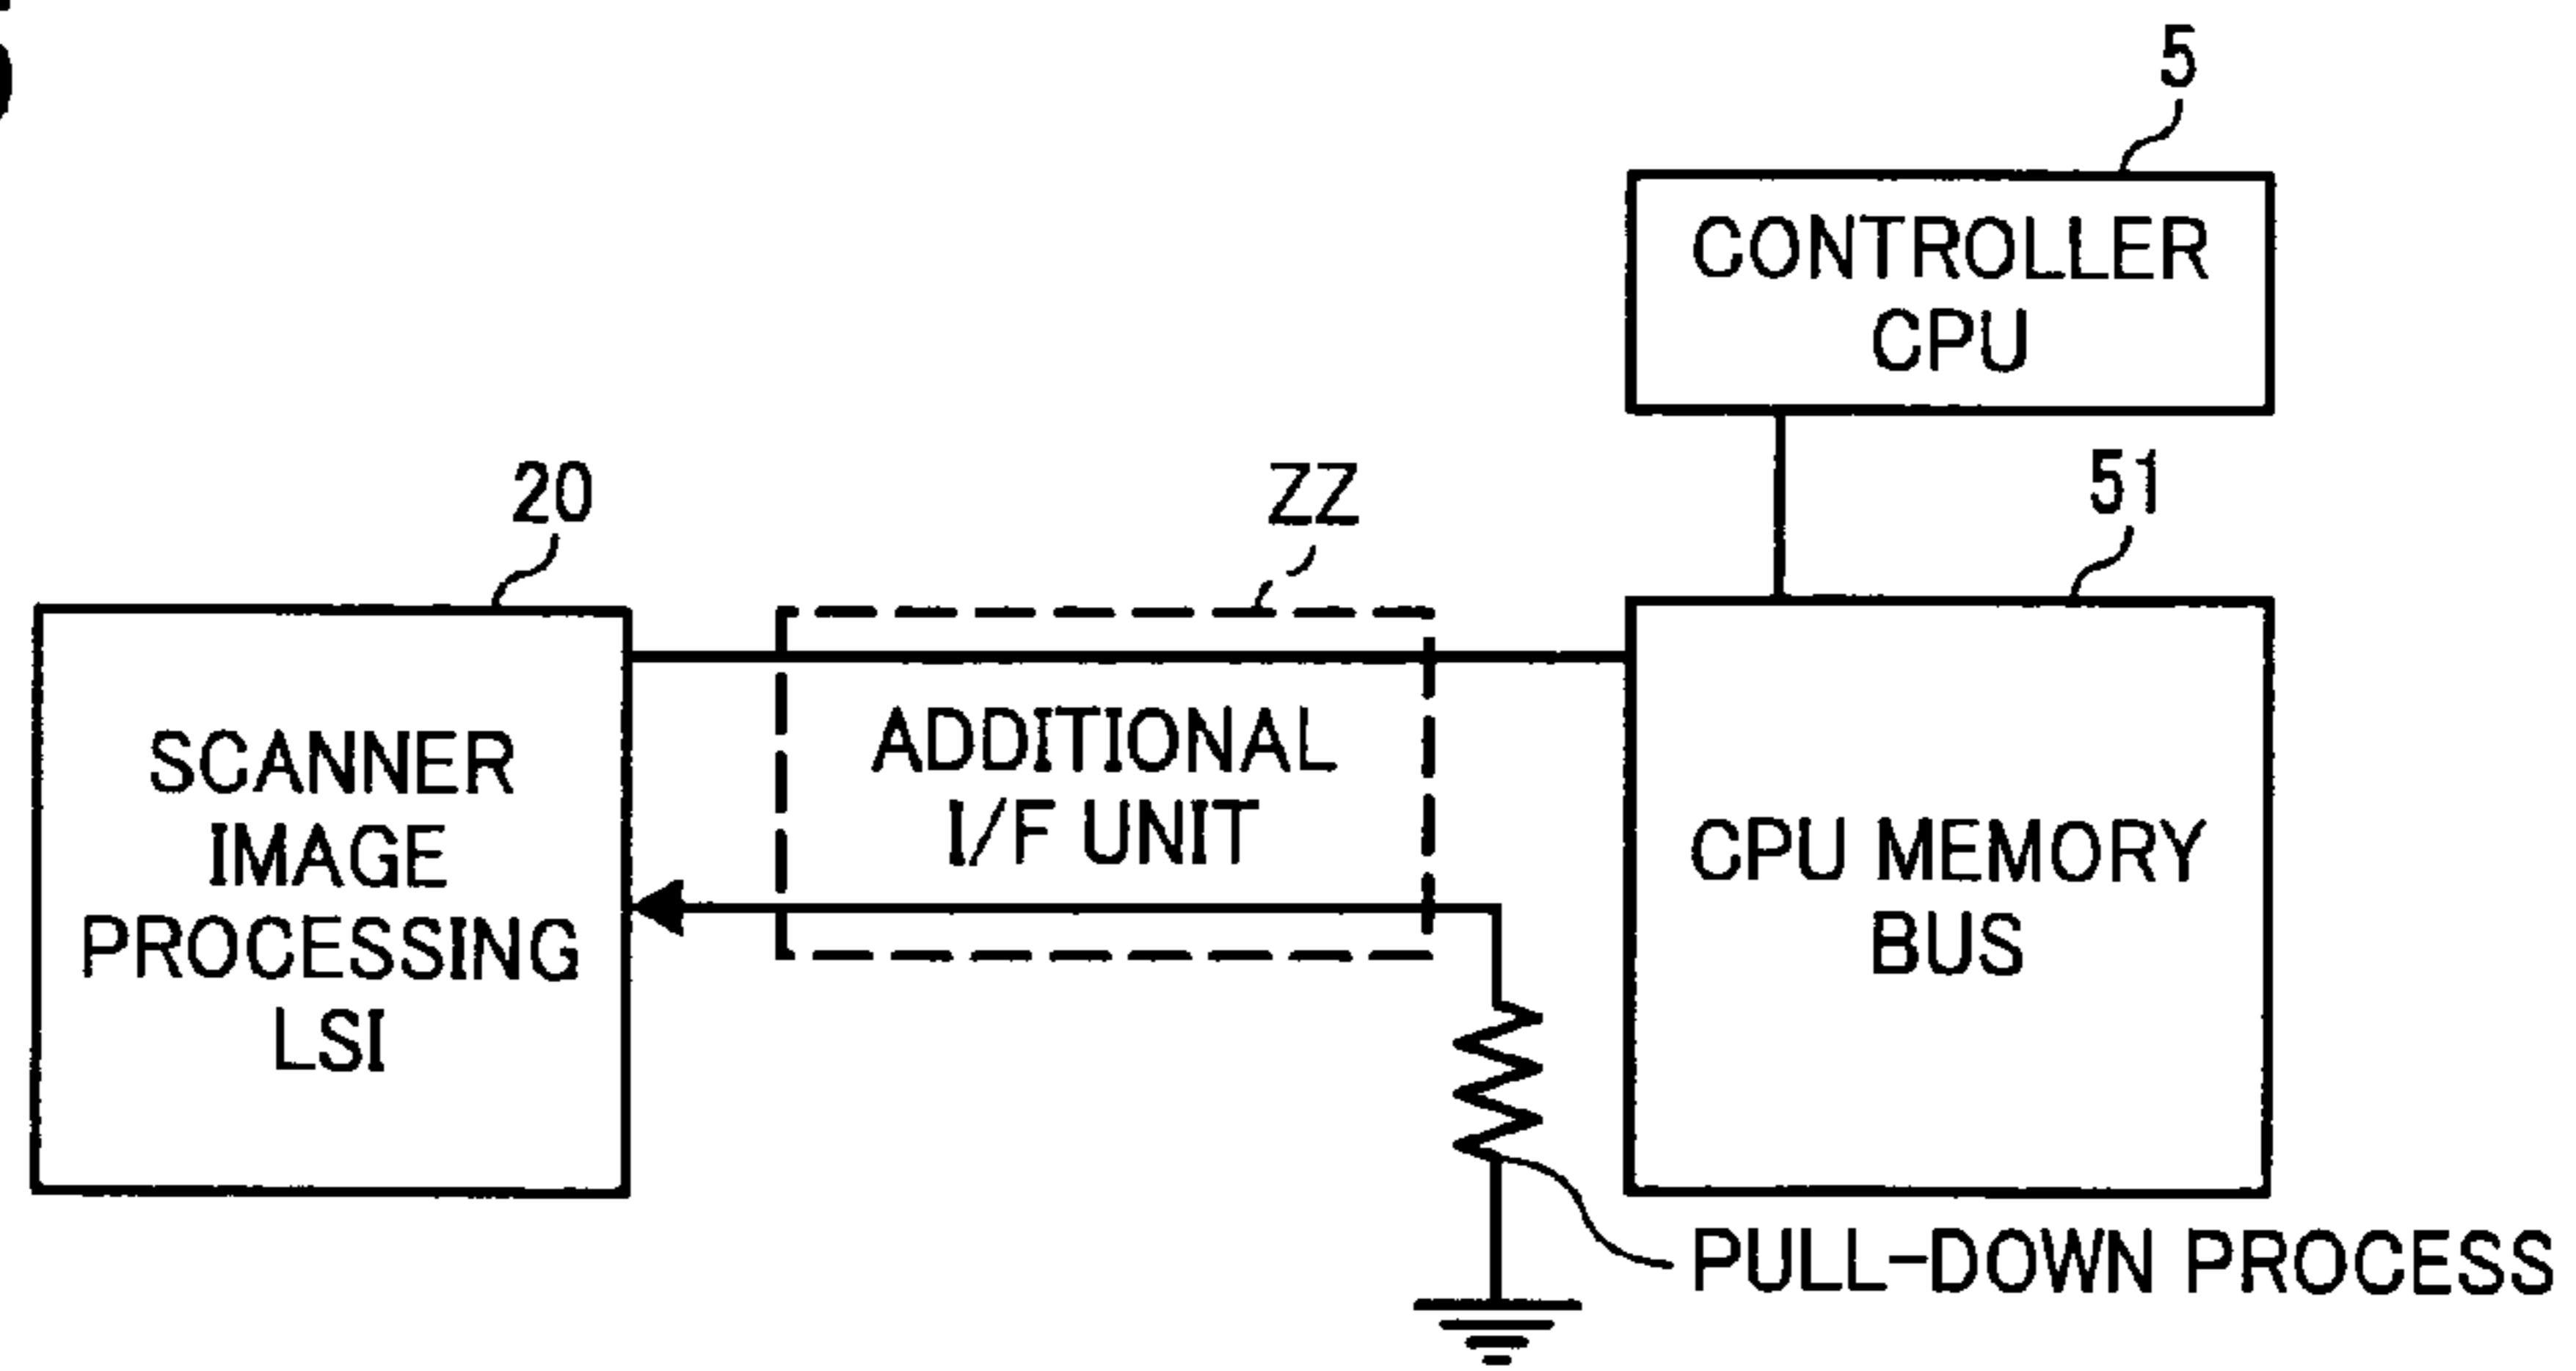 5
CONTROLLER
CPU
20
ZZ
51
SCANNER
IMAGE
PROCESSING
LSI
ADDITIONAL
I/F UNIT
CPU MEMORY
BUS
PULL-DOWN PROCESS